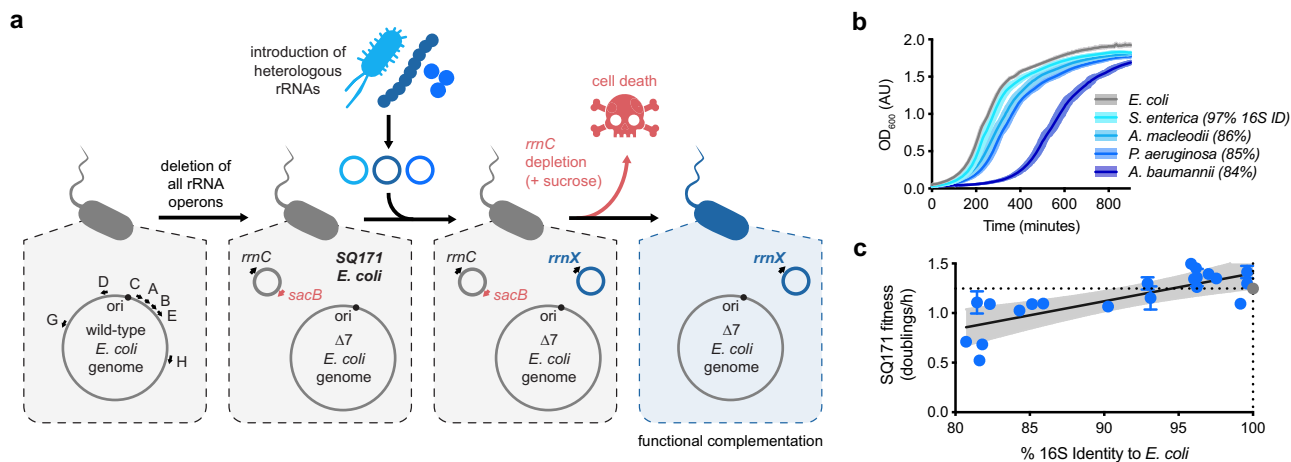 a
introduction of
heterologous
rRNAs
cell death
rrnC
depletion
(+ sucrose)
deletion of
all rRNA
operons
D
C
A
B
E
G
H
ori
wild-type
E. coli
genome
rrnC
sacB
SQ171
E. coli
ori
Δ7
E. coli
genome
rrnC
sacB
rrnX
ori
Δ7
E. coli
genome
rrnX
ori
Δ7
E. coli
genome
functional complementation
b
OD600 (AU)
2.0
1.5
1.0
0.5
0.0
0 200 400 600 800
Time (minutes)
E. coli
S. enterica (97% 16S ID)
A. macleodii (86%)
P. aeruginosa (85%)
A. baumannii (84%)
c
SQ171 fitness
(doublings/h)
1.5
1.0
0.5
0.0
80 85 90 95 100
% 16S Identity to E. coli